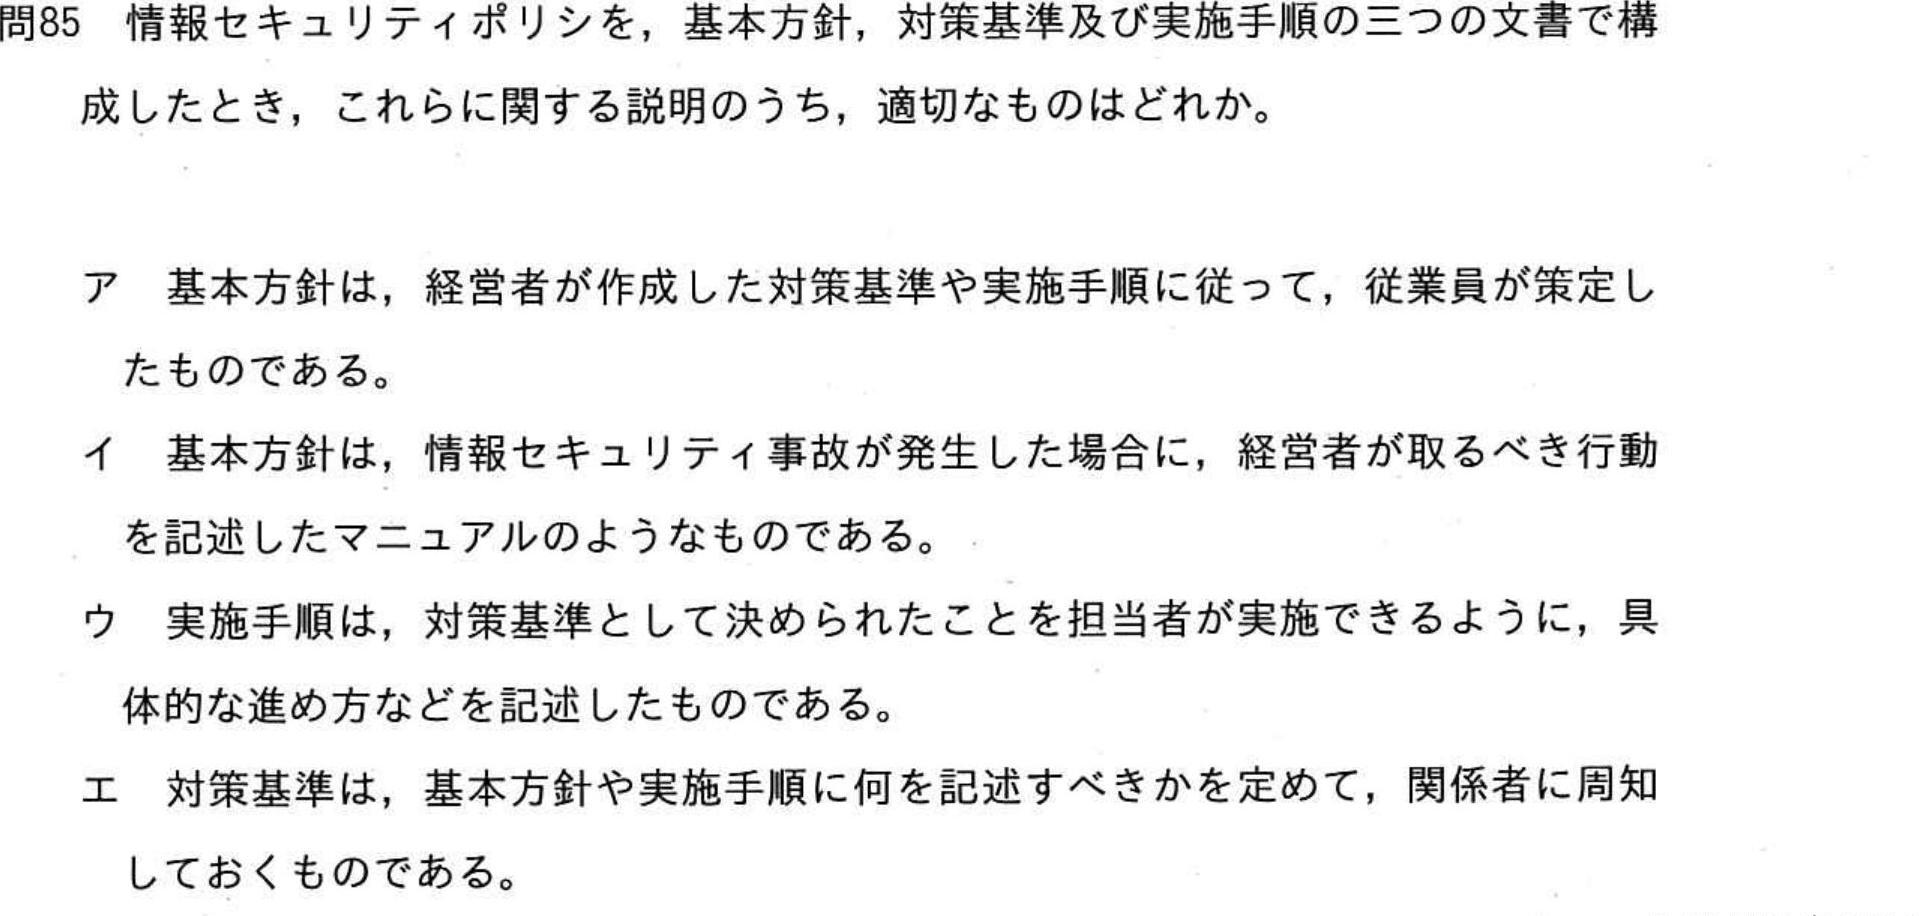 問85 情報セキュリティポリシを，基本方針，対策基準及び実施手順の三つの文書で構
成したとき，これらに関する説明のうち，適切なものはどれか。
ア 基本方針は，経営者が作成した対策基準や実施手順に従って，従業員が策定し
たものである。
イ 基本方針は，情報セキュリティ事故が発生した場合に，経営者が取るべき行動
を記述したマニュアルのようなものである。
ウ 実施手順は，対策基準として決められたことを担当者が実施できるように，具
体的な進め方などを記述したものである。
エ 対策基準は，基本方針や実施手順に何を記述すべきかを定めて，関係者に周知
しておくものである。